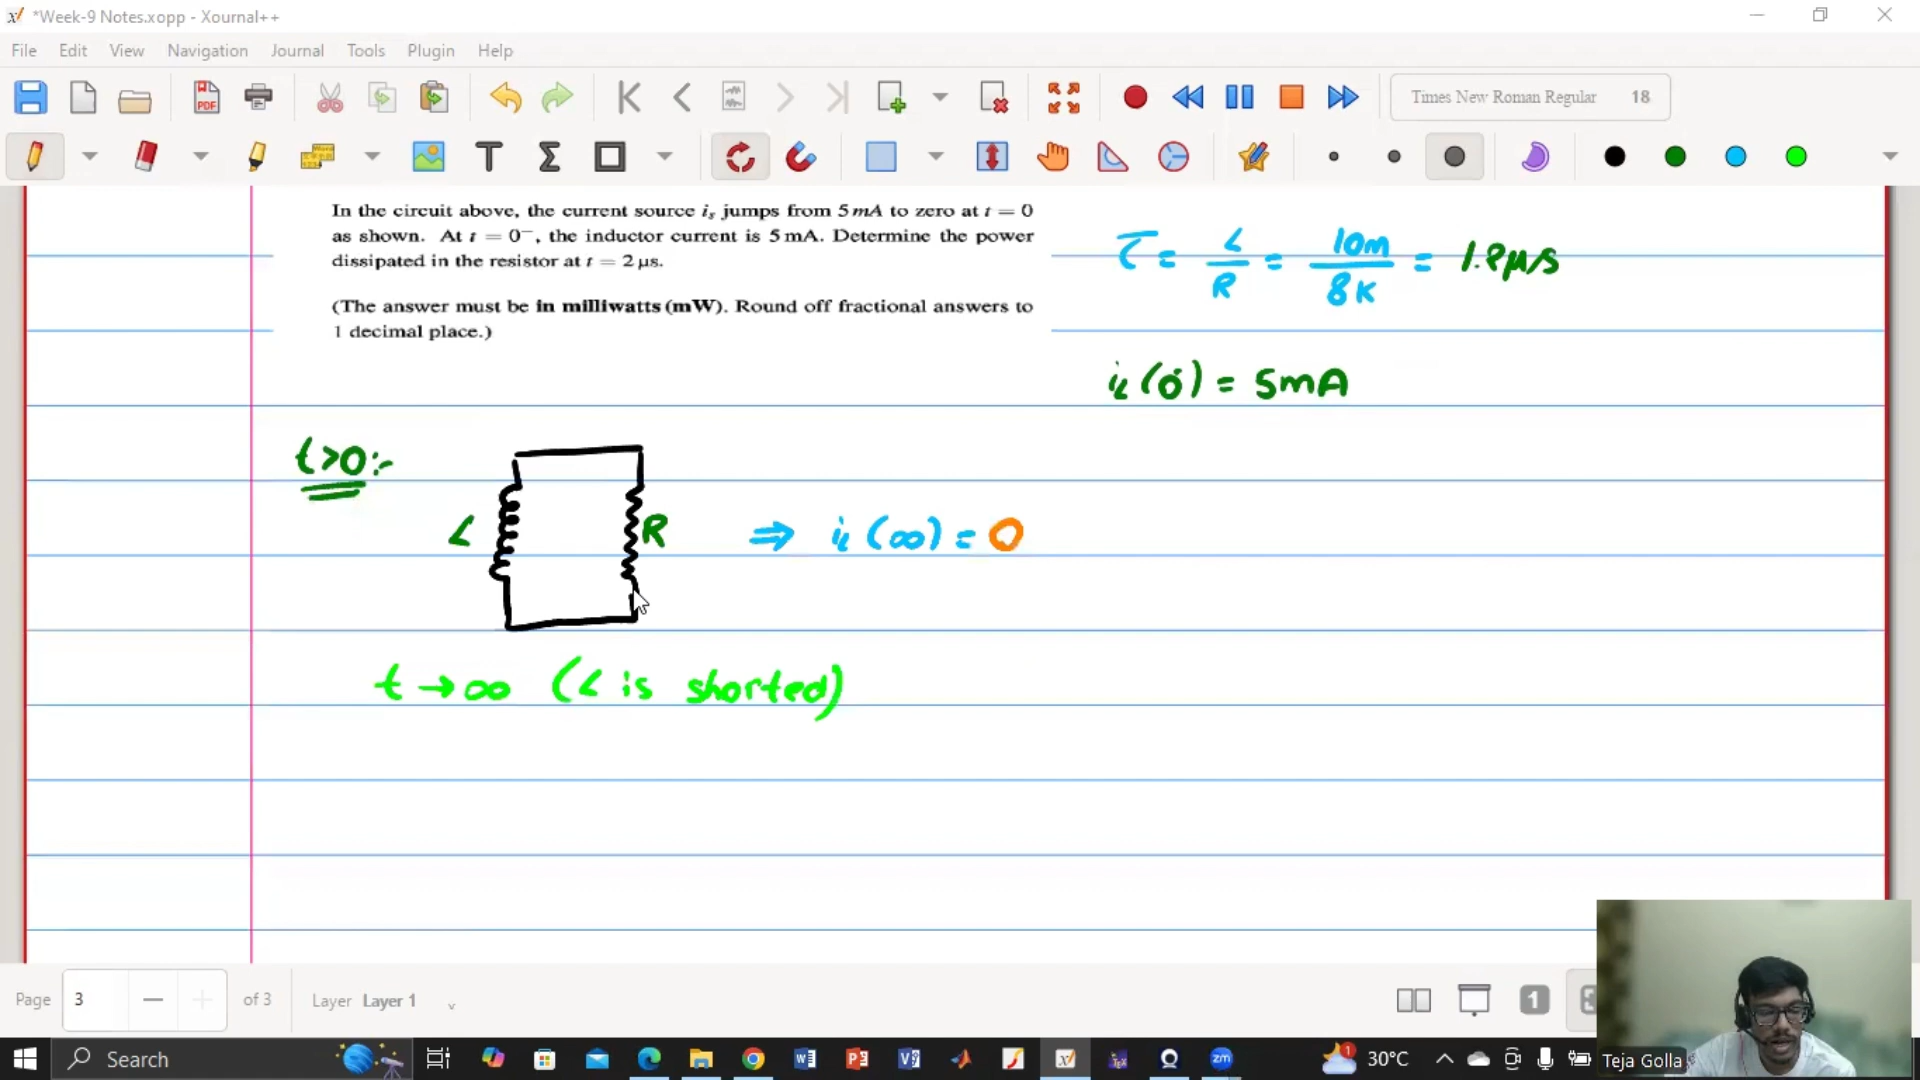 *Week-9 Notes.xopp - Xournal++
File Edit View Navigation Journal Tools Plugin Help
Times New Roman Regular 18
In the circuit above, the current source i_s jumps from 5 mA to zero at t = 0
as shown. At t = 0⁻, the inductor current is 5 mA. Determine the power
dissipated in the resistor at t = 2 µs.
(The answer must be in milliwatts (mW). Round off fractional answers to
1 decimal place.)
τ = L/R = 10m/8K = 1.2μs
i_L(0⁻) = 5mA
t>0:-
L R ⇒ i_L(∞) = 0
t → ∞ (L is shorted)
Page 3 of 3 Layer Layer 1
1
Search
30°C
Teja Golla